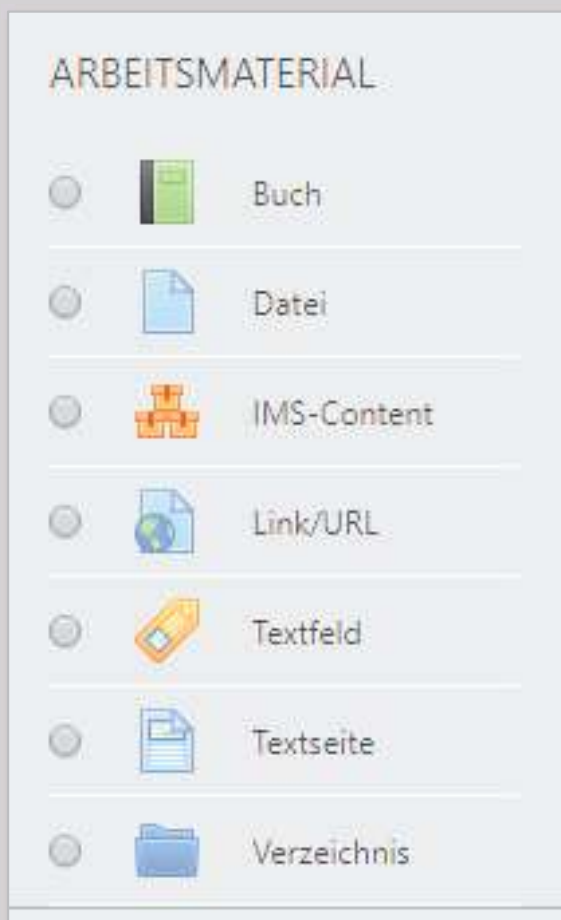 ARBEITSMATERIAL
Buch
Datei
IMS-Content
Link/URL
Textfeld
Textseite
Verzeichnis